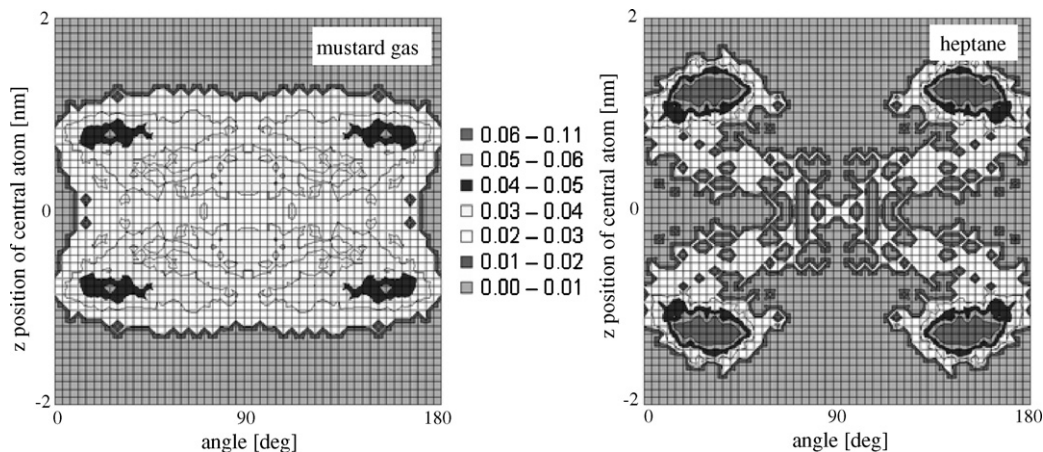 2
mustard gas
z position of central atom [nm]
0
-2
0
90
180
angle [deg]
0.06 – 0.11
0.05 – 0.06
0.04 – 0.05
0.03 – 0.04
0.02 – 0.03
0.01 – 0.02
0.00 – 0.01
2
heptane
z position of central atom [nm]
0
-2
0
90
180
angle [deg]